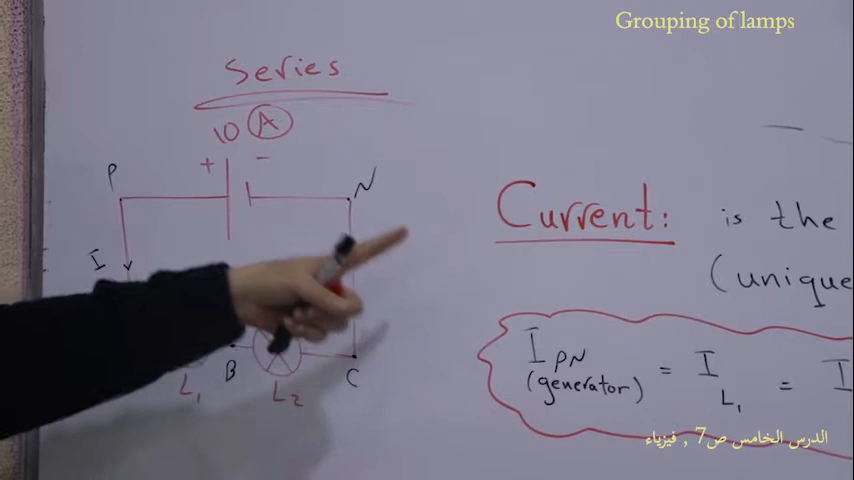 Grouping of lamps
Series
10 A
+ -
P
N
I
B
C
L₁
L₂
Current: is the
(unique
I PN = I L₁ = I
(generator)
الدرس الخامس ص7 , فيزياء